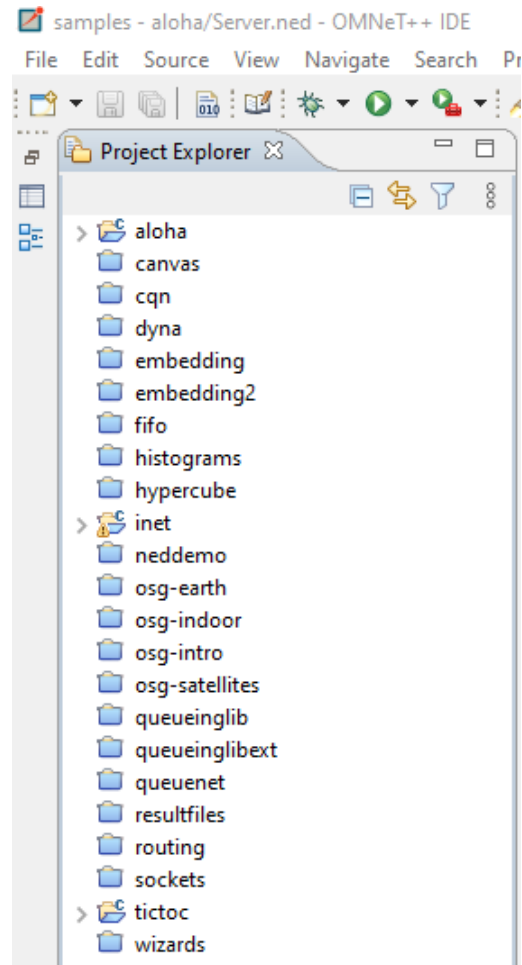 samples - aloha/Server.ned - OMNeT++ IDE
File Edit Source View Navigate Search Pr
010
Project Explorer
aloha
canvas
cqn
dyna
embedding
embedding2
fifo
histograms
hypercube
inet
neddemo
osg-earth
osg-indoor
osg-intro
osg-satellites
queueinglib
queueinglibext
queuenet
resultfiles
routing
sockets
tictoc
wizards